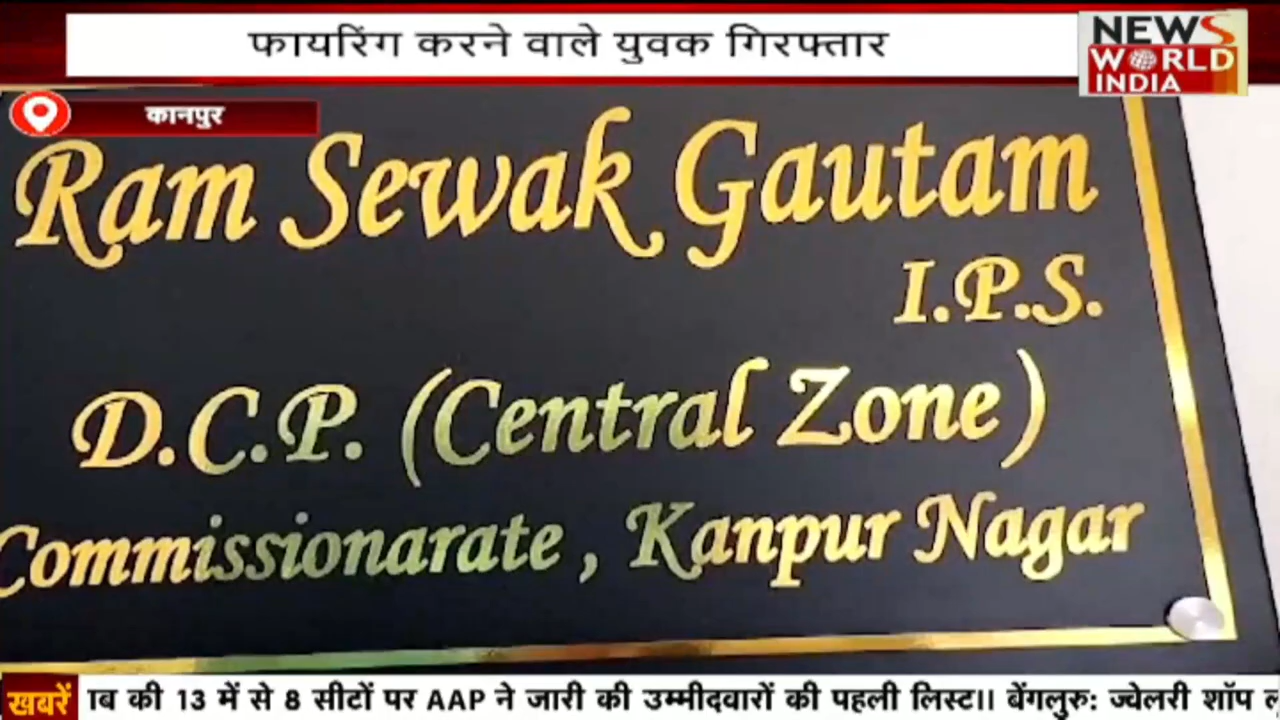 फायरिंग करने वाले युवक गिरफ्तार
NEWS
WORLD
INDIA
कानपुर
Ram Sewak Gautam
I.P.S.
D.C.P. (Central Zone)
Commissionarate , Kanpur Nagar
खबरें ाब की 13 में से 8 सीटों पर AAP ने जारी की उम्मीदवारों की पहली लिस्ट।। बेंगलुरु: ज्वेलरी शॉप